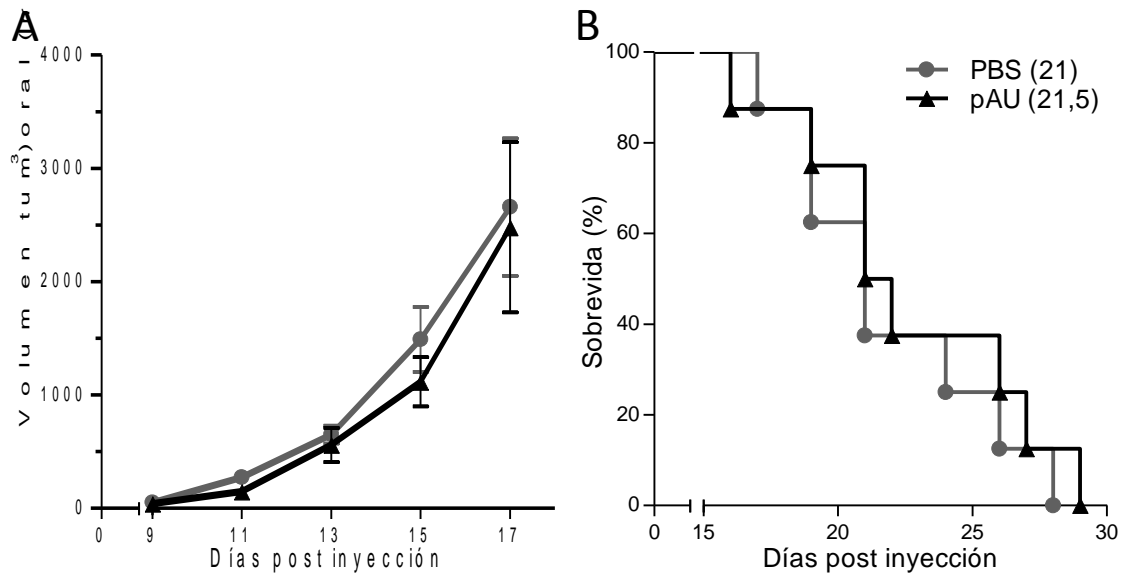 A
4000
3000
2000
1000
0
0 9 11 13 15 17
Días post inyección
B
100
80
60
40
20
0
Sobrevida (%)
PBS (21)
pAU (21,5)
0 15 20 25 30
Días post inyección